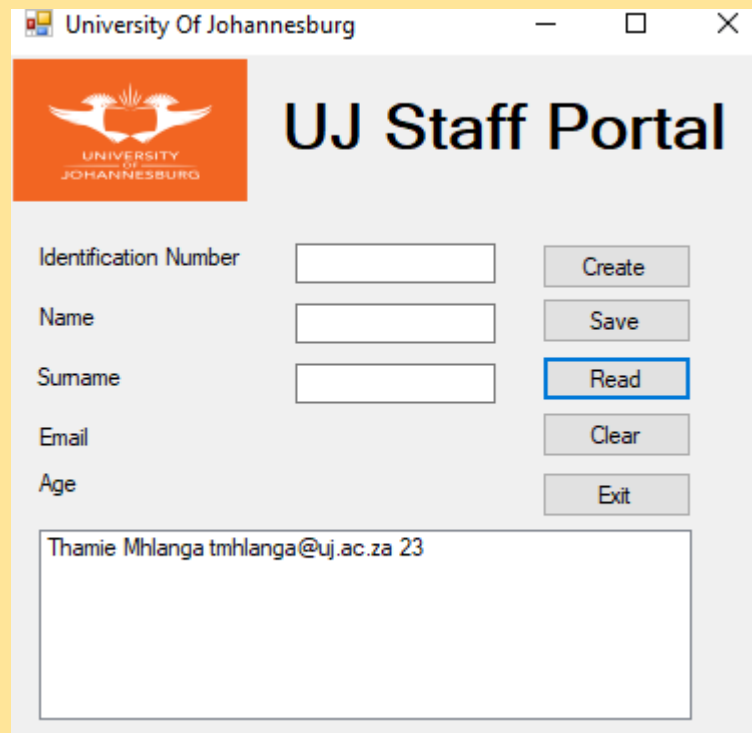 University Of Johannesburg
UNIVERSITY
OF
JOHANNESBURG
UJ Staff Portal
Identification Number
Create
Name
Save
Surname
Read
Email
Clear
Age
Exit
Thamie Mhlanga tmhlanga@uj.ac.za 23